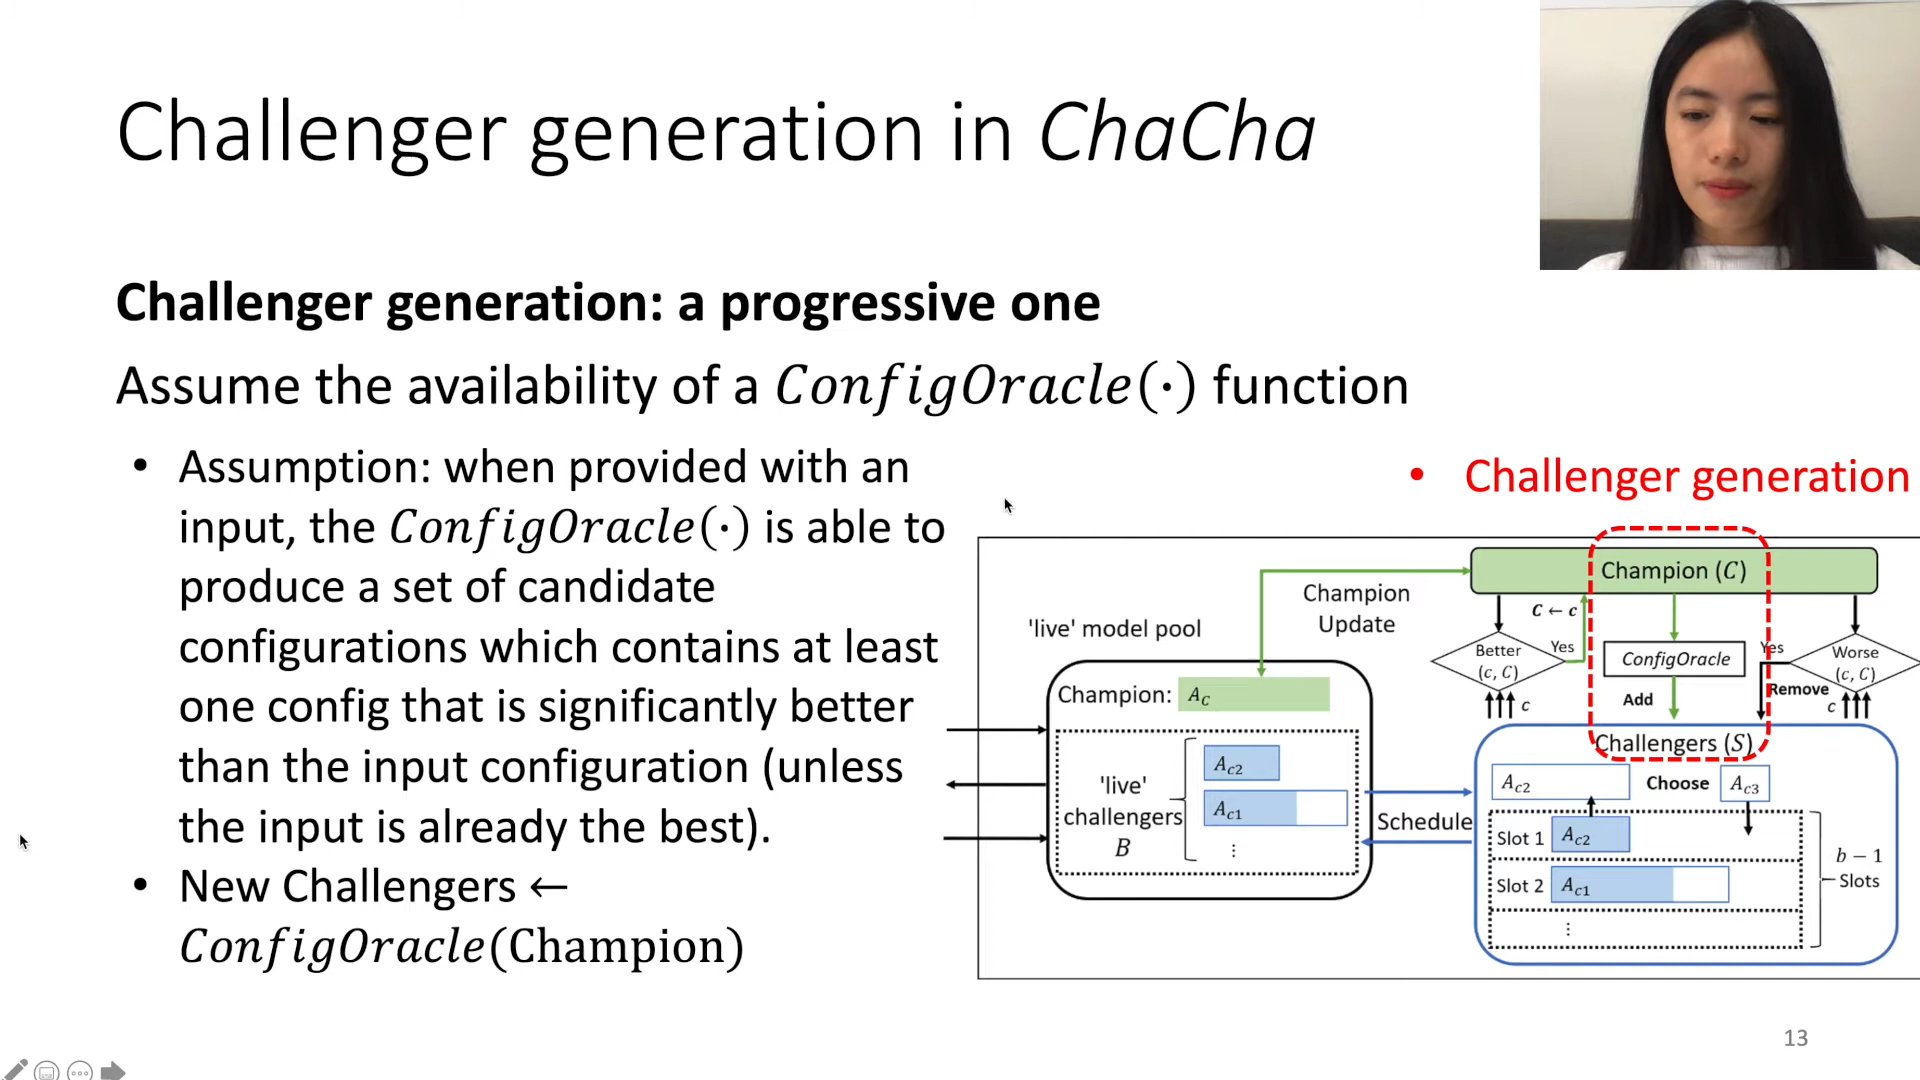 Challenger generation in ChaCha
Challenger generation: a progressive one
Assume the availability of a ConfigOracle(·) function
• Assumption: when provided with an
input, the ConfigOracle(·) is able to
produce a set of candidate
configurations which contains at least
one config that is significantly better
than the input configuration (unless
the input is already the best).
• New Challengers ←
ConfigOracle(Champion)
• Challenger generation
'live' model pool
Champion: A_C
'live'
challengers
B
A_c2
A_c1
⋮
Champion
Update
Schedule
Champion (C)
C ← c
Better
(c, C)
Yes
ConfigOracle
Yes
Worse
(c, C)
Add
Remove
c
c
Challengers (S)
A_c2
Choose
A_c3
Slot 1 A_c2
Slot 2 A_c1
⋮
b − 1
Slots
13